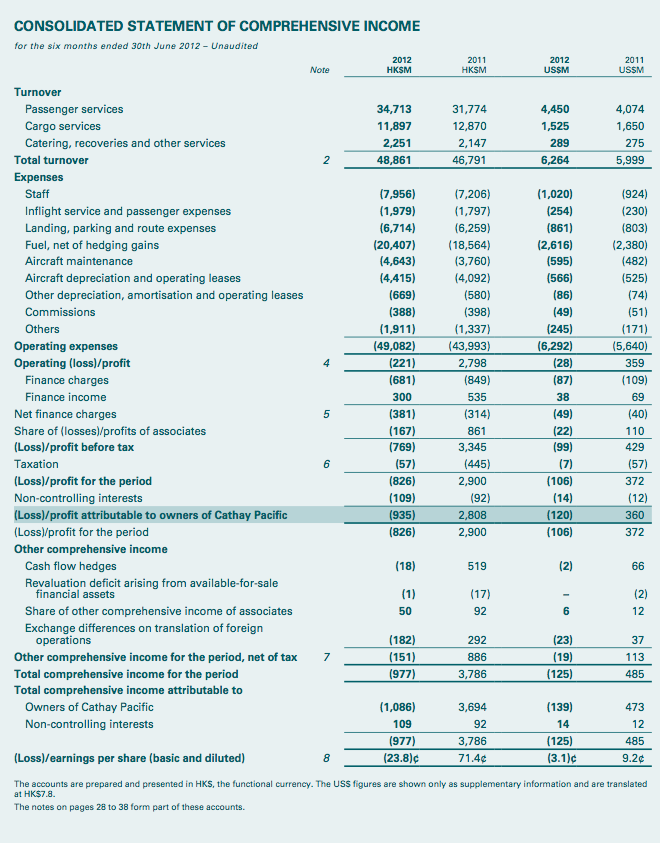 CONSOLIDATED STATEMENT OF COMPREHENSIVE INCOME
for the six months ended 30th June 2012 – Unaudited
Note 2012 HK$M 2011 HK$M 2012 US$M 2011 US$M
Turnover
Passenger services 34,713 31,774 4,450 4,074
Cargo services 11,897 12,870 1,525 1,650
Catering, recoveries and other services 2,251 2,147 289 275
Total turnover 2 48,861 46,791 6,264 5,999
Expenses
Staff (7,956) (7,206) (1,020) (924)
Inflight service and passenger expenses (1,979) (1,797) (254) (230)
Landing, parking and route expenses (6,714) (6,259) (861) (803)
Fuel, net of hedging gains (20,407) (18,564) (2,616) (2,380)
Aircraft maintenance (4,643) (3,760) (595) (482)
Aircraft depreciation and operating leases (4,415) (4,092) (566) (525)
Other depreciation, amortisation and operating leases (669) (580) (86) (74)
Commissions (388) (398) (49) (51)
Others (1,911) (1,337) (245) (171)
Operating expenses (49,082) (43,993) (6,292) (5,640)
Operating (loss)/profit 4 (221) 2,798 (28) 359
Finance charges (681) (849) (87) (109)
Finance income 300 535 38 69
Net finance charges 5 (381) (314) (49) (40)
Share of (losses)/profits of associates (167) 861 (22) 110
(Loss)/profit before tax (769) 3,345 (99) 429
Taxation 6 (57) (445) (7) (57)
(Loss)/profit for the period (826) 2,900 (106) 372
Non-controlling interests (109) (92) (14) (12)
(Loss)/profit attributable to owners of Cathay Pacific (935) 2,808 (120) 360
(Loss)/profit for the period (826) 2,900 (106) 372
Other comprehensive income
Cash flow hedges (18) 519 (2) 66
Revaluation deficit arising from available-for-sale
financial assets (1) (17) – (2)
Share of other comprehensive income of associates 50 92 6 12
Exchange differences on translation of foreign
operations (182) 292 (23) 37
Other comprehensive income for the period, net of tax 7 (151) 886 (19) 113
Total comprehensive income for the period (977) 3,786 (125) 485
Total comprehensive income attributable to
Owners of Cathay Pacific (1,086) 3,694 (139) 473
Non-controlling interests 109 92 14 12
(977) 3,786 (125) 485
(Loss)/earnings per share (basic and diluted) 8 (23.8)¢ 71.4¢ (3.1)¢ 9.2¢
The accounts are prepared and presented in HK$, the functional currency. The US$ figures are shown only as supplementary information and are translated
at HK$7.8.
The notes on pages 28 to 38 form part of these accounts.